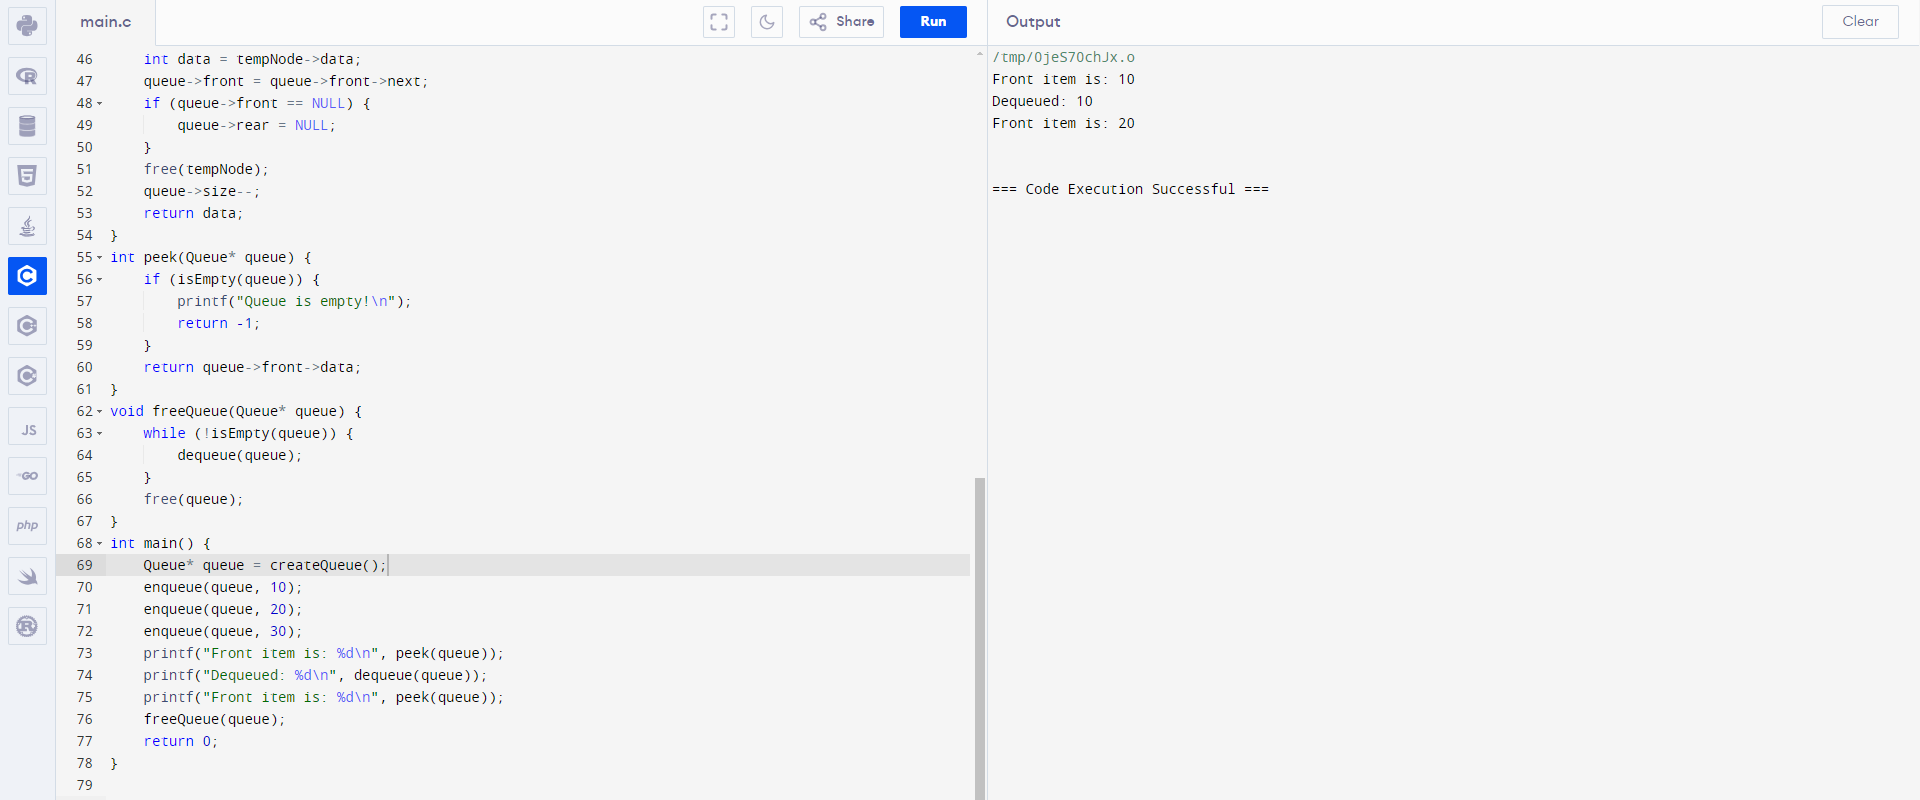 main.c
Share
Run
Output
Clear
JS
GO
php
46     int data = tempNode->data;
47     queue->front = queue->front->next;
48     if (queue->front == NULL) {
49         queue->rear = NULL;
50     }
51     free(tempNode);
52     queue->size--;
53     return data;
54 }
55 int peek(Queue* queue) {
56     if (isEmpty(queue)) {
57         printf("Queue is empty!\n");
58         return -1;
59     }
60     return queue->front->data;
61 }
62 void freeQueue(Queue* queue) {
63     while (!isEmpty(queue)) {
64         dequeue(queue);
65     }
66     free(queue);
67 }
68 int main() {
69     Queue* queue = createQueue();
70     enqueue(queue, 10);
71     enqueue(queue, 20);
72     enqueue(queue, 30);
73     printf("Front item is: %d\n", peek(queue));
74     printf("Dequeued: %d\n", dequeue(queue));
75     printf("Front item is: %d\n", peek(queue));
76     freeQueue(queue);
77     return 0;
78 }
79
/tmp/0jeS70chJx.o
Front item is: 10
Dequeued: 10
Front item is: 20
=== Code Execution Successful ===